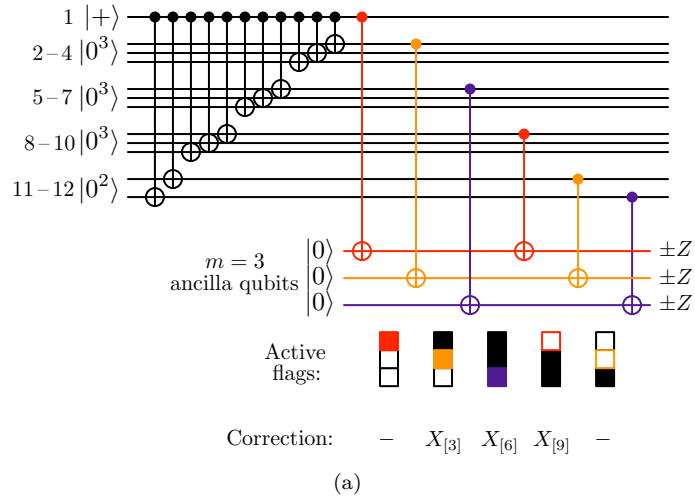 1 |+⟩
2–4 |0³⟩
5–7 |0³⟩
8–10 |0³⟩
11–12 |0²⟩
m = 3
ancilla qubits
|0⟩ ±Z
|0⟩ ±Z
|0⟩ ±Z
Active
flags:
Correction: – X[3] X[6] X[9] –
(a)